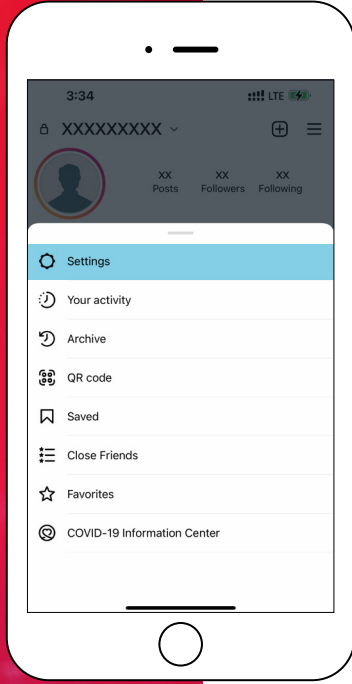 3:34 LTE
XXXXXXXXX
XX XX XX
Posts Followers Following
Settings
Your activity
Archive
QR code
Saved
Close Friends
Favorites
COVID-19 Information Center